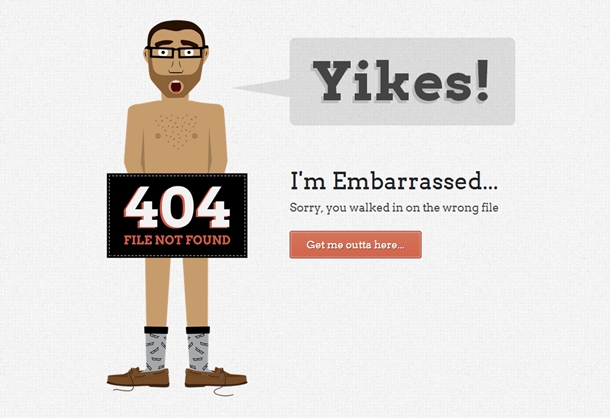 Yikes!
I'm Embarrassed...
Sorry, you walked in on the wrong file
Get me outta here...
404
FILE NOT FOUND